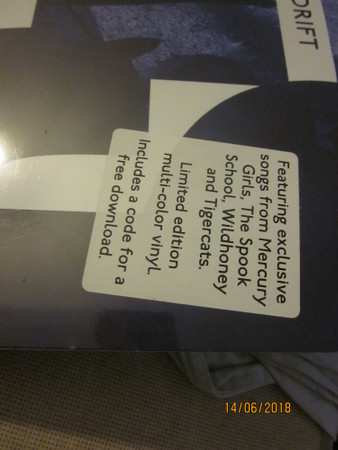 DRIFT
Featuring exclusive
songs from Mercury
Girls, The Spook
School, Wildhoney
and Tigercats.
Limited edition
multi-color vinyl.
Includes a code for a
free download.
14/06/2018